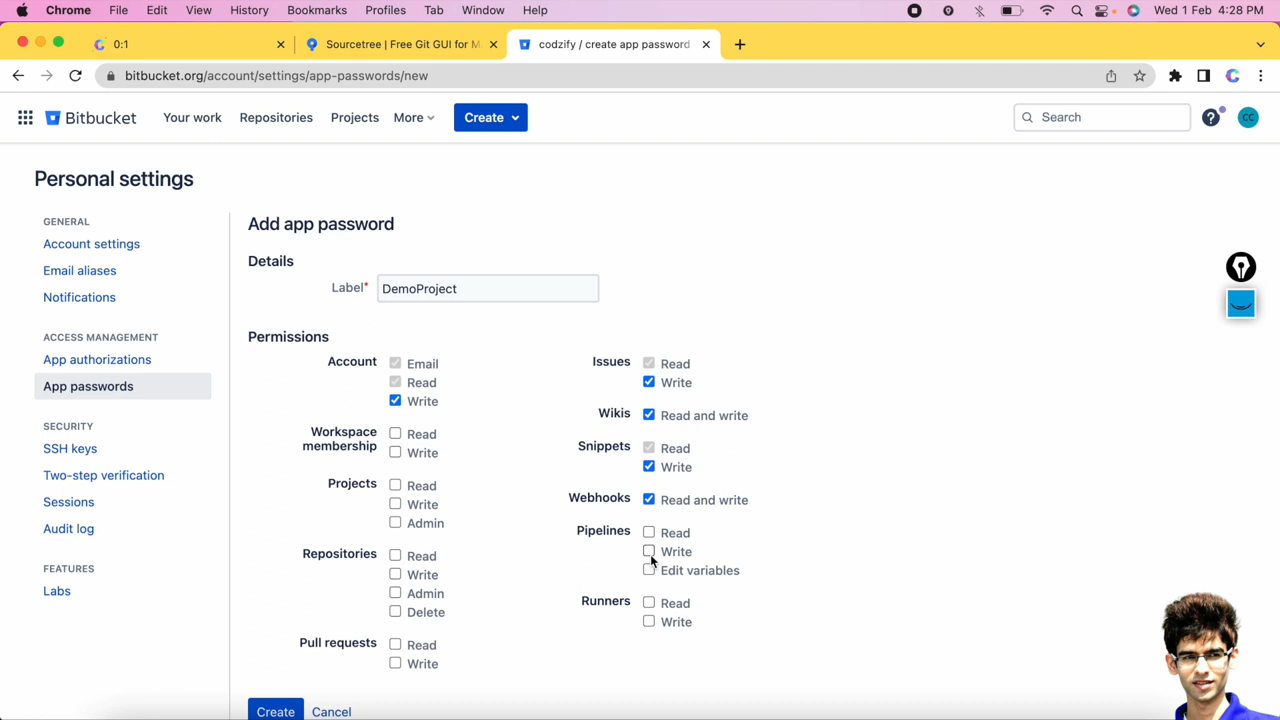 Chrome File Edit View History Bookmarks Profiles Tab Window Help Wed 1 Feb 4:28 PM
0:1
Sourcetree | Free Git GUI for M
codzify / create app password
bitbucket.org/account/settings/app-passwords/new
Bitbucket Your work Repositories Projects More Create Search CC
Personal settings
GENERAL
Account settings
Email aliases
Notifications
ACCESS MANAGEMENT
App authorizations
App passwords
SECURITY
SSH keys
Two-step verification
Sessions
Audit log
FEATURES
Labs
Add app password
Details
Label* DemoProject
Permissions
Account Email
Read
Write
Workspace membership Read
Write
Projects Read
Write
Admin
Repositories Read
Write
Admin
Delete
Pull requests Read
Write
Issues Read
Write
Wikis Read and write
Snippets Read
Write
Webhooks Read and write
Pipelines Read
Write
Edit variables
Runners Read
Write
Create Cancel